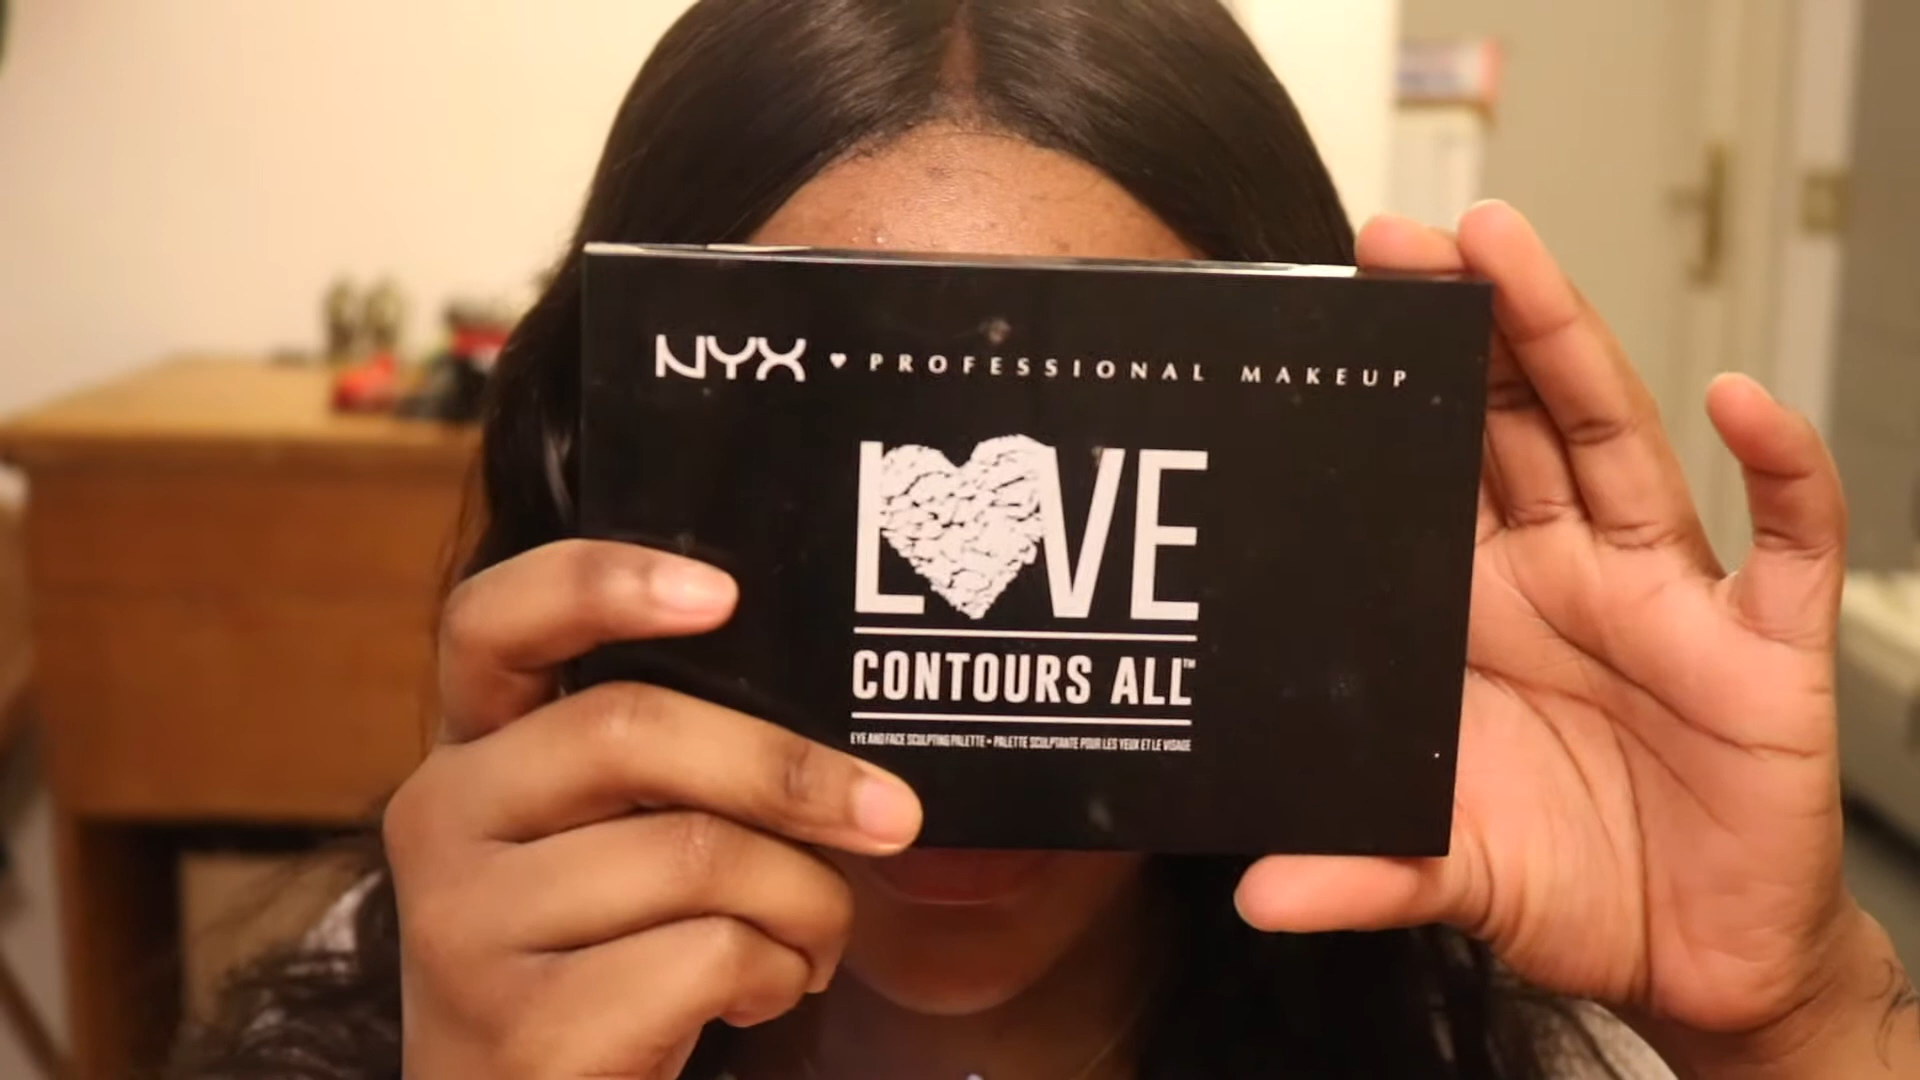 NYX ♥ PROFESSIONAL MAKEUP
LOVE
CONTOURS ALL™
EYE AND FACE SCULPTING PALETTE • PALETTE SCULPTANTE POUR LES YEUX ET LE VISAGE